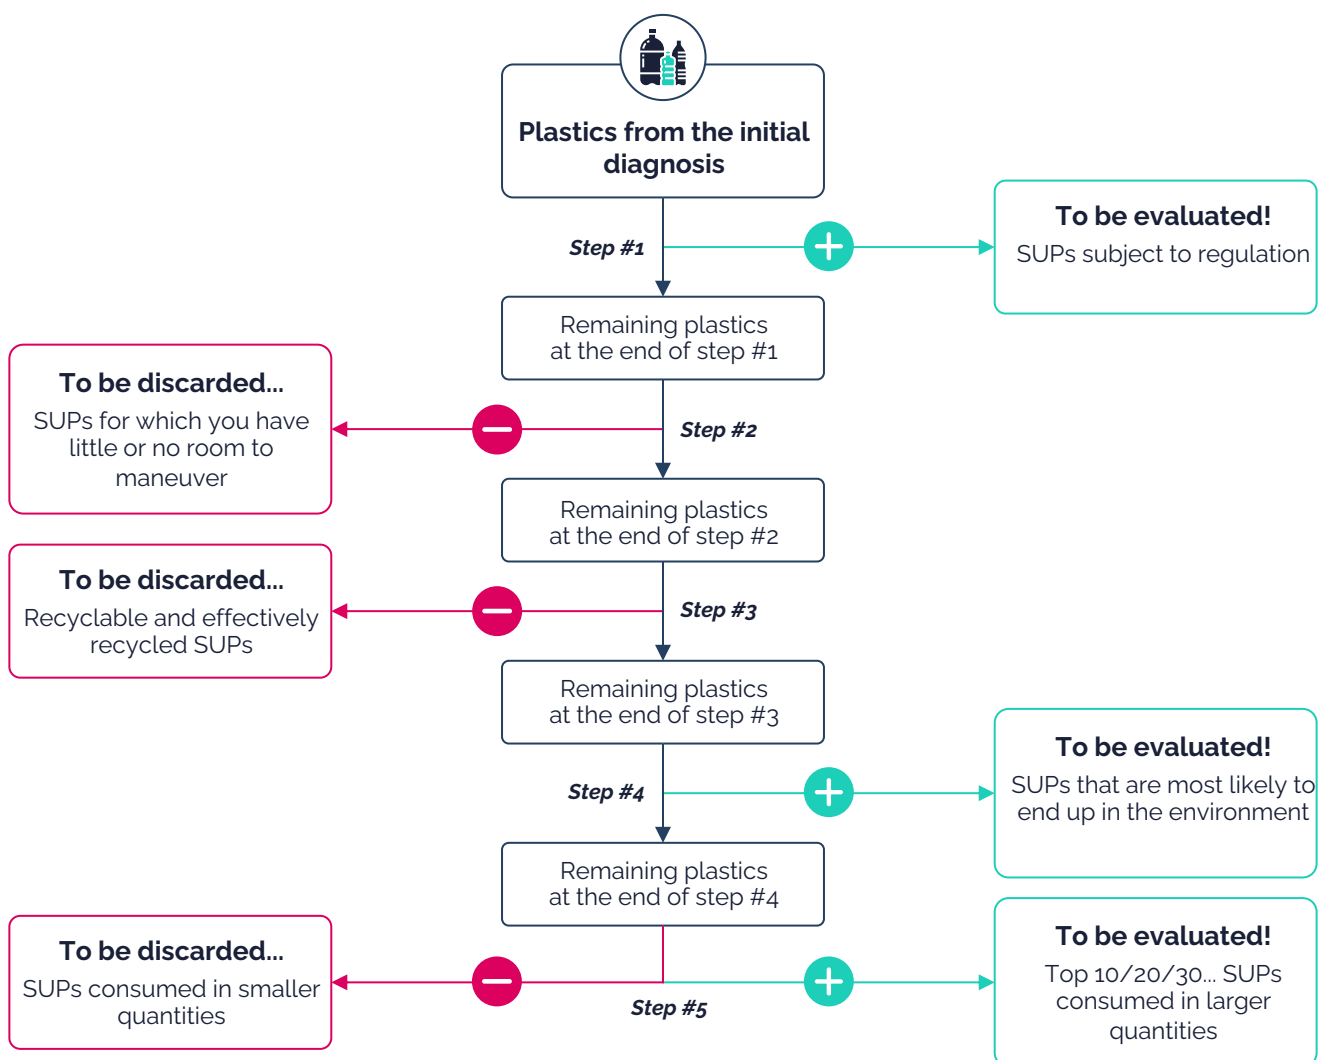 Plastics from the initial
diagnosis
Step #1
To be evaluated!
SUPs subject to regulation
Remaining plastics
at the end of step #1
To be discarded...
SUPs for which you have
little or no room to
maneuver
Step #2
Remaining plastics
at the end of step #2
To be discarded...
Recyclable and effectively
recycled SUPs
Step #3
Remaining plastics
at the end of step #3
Step #4
To be evaluated!
SUPs that are most likely to
end up in the environment
Remaining plastics
at the end of step #4
To be discarded...
SUPs consumed in smaller
quantities
Step #5
To be evaluated!
Top 10/20/30... SUPs
consumed in larger
quantities